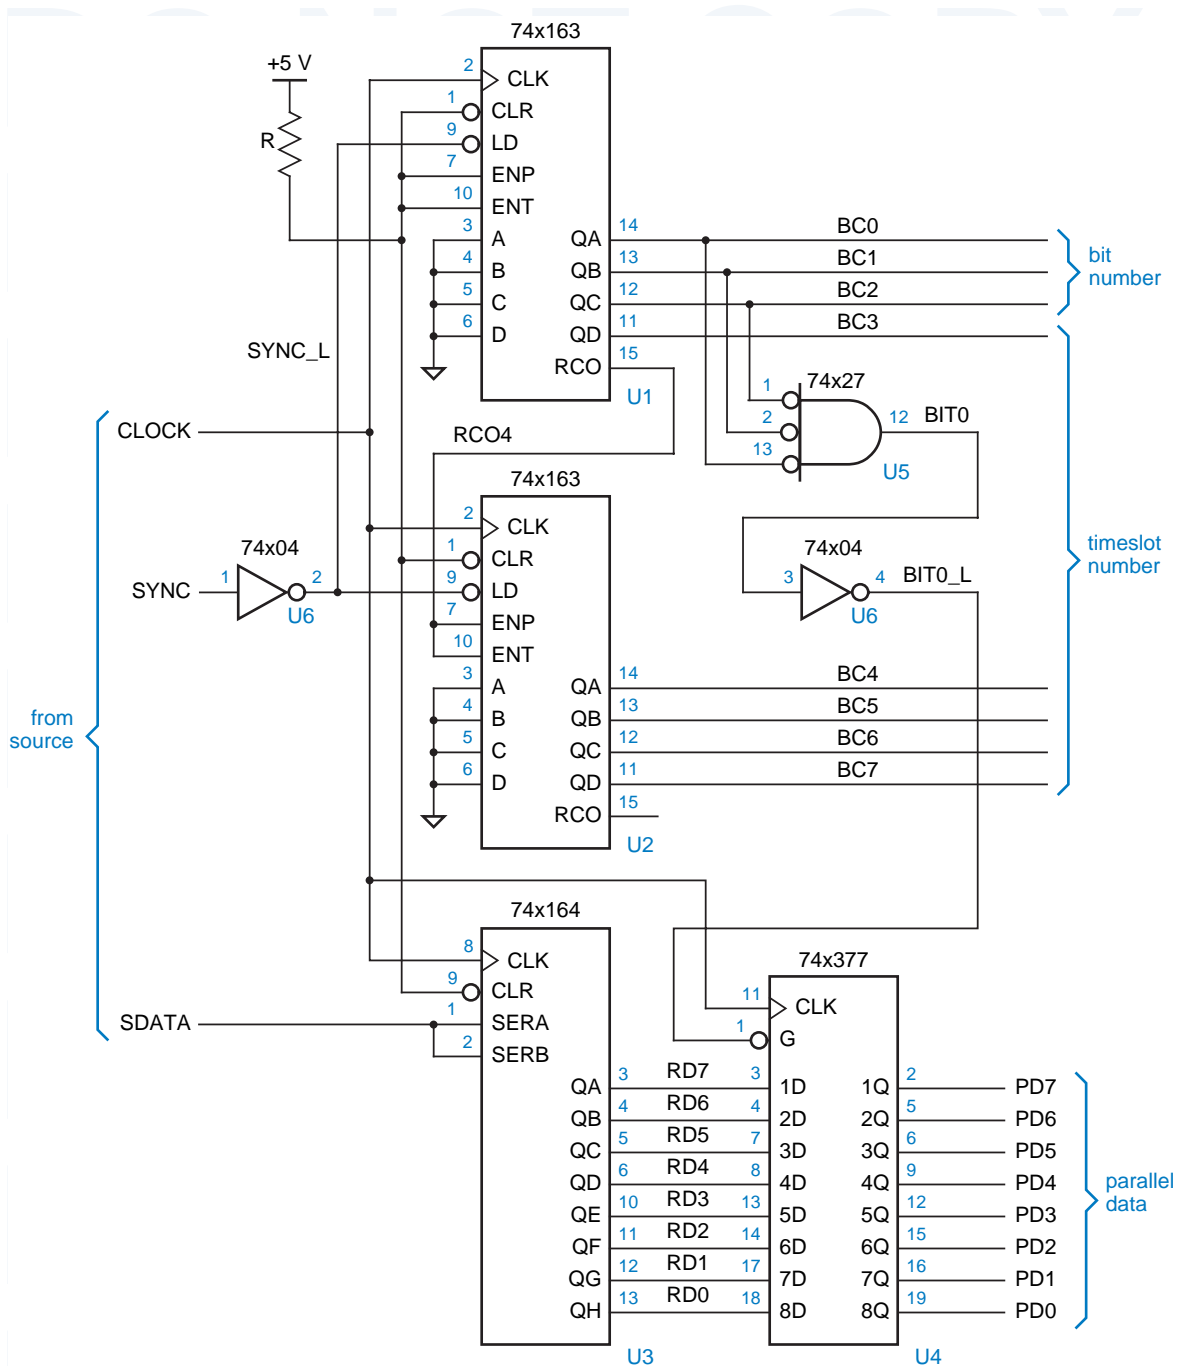 DO NOT COPY
74x163
+5 V
R
2 CLK
1 CLR
9 LD
7 ENP
10 ENT
3 A QA 14 BC0
4 B QB 13 BC1
5 C QC 12 BC2
6 D QD 11 BC3
RCO 15
U1
bit
number
SYNC_L
74x27
1
2
13
12 BIT0
U5
CLOCK
RCO4
74x163
2 CLK
1 CLR
9 LD
7 ENP
10 ENT
3 A QA 14 BC4
4 B QB 13 BC5
5 C QC 12 BC6
6 D QD 11 BC7
RCO 15
U2
74x04
SYNC 1 2
U6
74x04
3 4 BIT0_L
U6
timeslot
number
from
source
74x164
8 CLK
9 CLR
SDATA 1 SERA
2 SERB
QA 3 RD7
QB 4 RD6
QC 5 RD5
QD 6 RD4
QE 10 RD3
QF 11 RD2
QG 12 RD1
QH 13 RD0
U3
74x377
11 CLK
1 G
3 1D 1Q 2 PD7
4 2D 2Q 5 PD6
7 3D 3Q 6 PD5
8 4D 4Q 9 PD4
13 5D 5Q 12 PD3
14 6D 6Q 15 PD2
17 7D 7Q 16 PD1
18 8D 8Q 19 PD0
U4
parallel
data